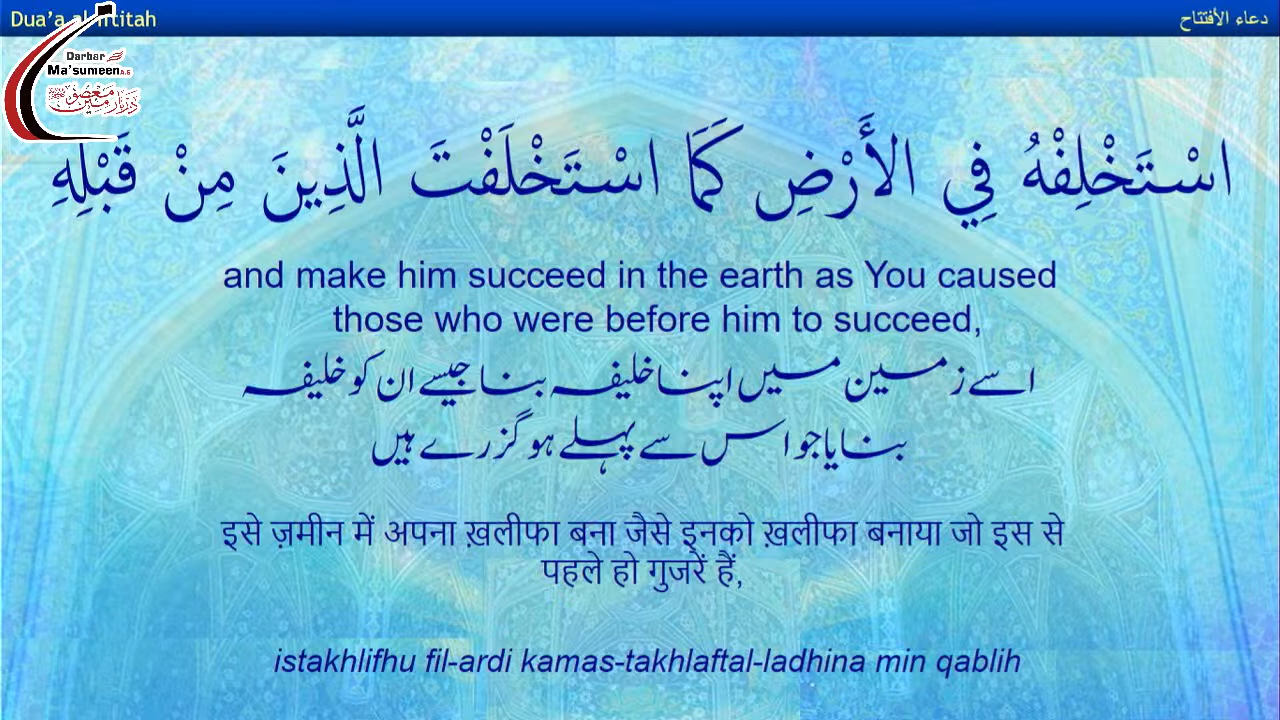 Dua'a al-Iftitah
دعاء الأفتتاح
Darbar
Ma'sumeen A.S
اسْتَخْلِفْهُ فِي الأَرْضِ كَمَا اسْتَخْلَفْتَ الَّذِينَ مِنْ قَبْلِهِ
and make him succeed in the earth as You caused
those who were before him to succeed,
اسے زمین میں اپنا خلیفہ بنا جیسے ان کو خلیفہ
بنایا جو اس سے پہلے ہو گزرے ہیں
इसे ज़मीन में अपना ख़लीफा बना जैसे इनको ख़लीफा बनाया जो इस से
पहले हो गुजरें हैं,
istakhlifhu fil-ardi kamas-takhlaftal-ladhina min qablih